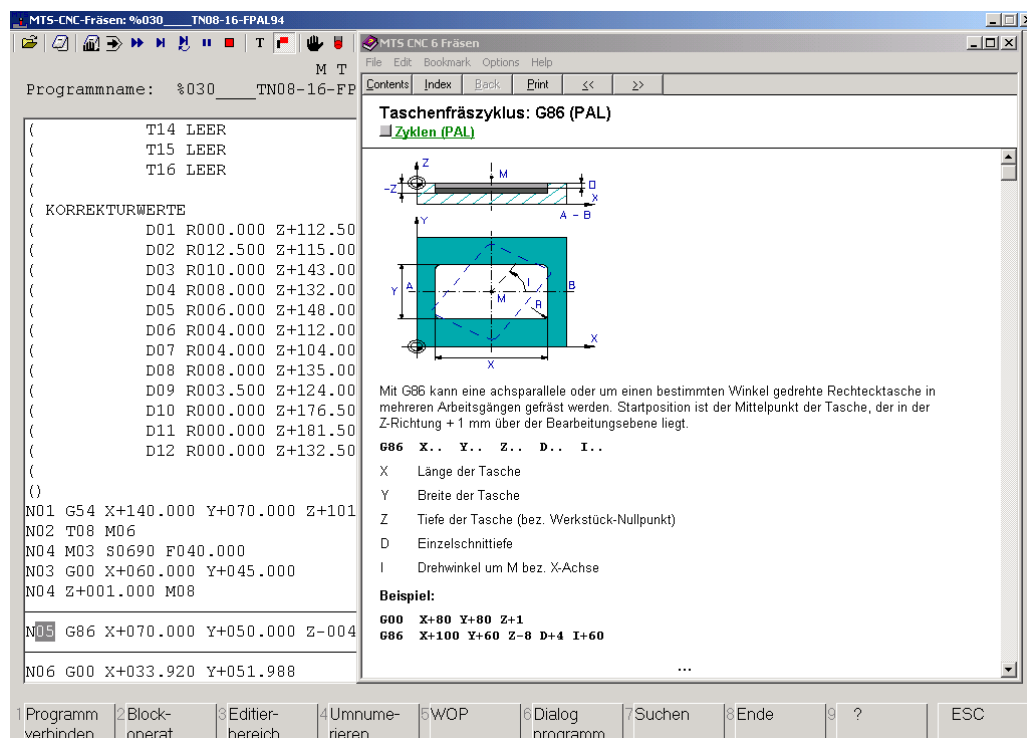 MTS-CNC-Fräsen: %030____TN08-16-FPAL94
T
M T
Programmname: %030____TN08-16-FP
( T14 LEER
( T15 LEER
( T16 LEER
(
( KORREKTURWERTE
( D01 R000.000 Z+112.50
( D02 R012.500 Z+115.00
( D03 R010.000 Z+143.00
( D04 R008.000 Z+132.00
( D05 R006.000 Z+148.00
( D06 R004.000 Z+112.00
( D07 R004.000 Z+104.00
( D08 R008.000 Z+135.00
( D09 R003.500 Z+124.00
( D10 R000.000 Z+176.50
( D11 R000.000 Z+181.50
( D12 R000.000 Z+132.50
(
()
N01 G54 X+140.000 Y+070.000 Z+101
N02 T08 M06
N04 M03 S0690 F040.000
N03 G00 X+060.000 Y+045.000
N04 Z+001.000 M08
N05 G86 X+070.000 Y+050.000 Z-004
N06 G00 X+033.920 Y+051.988
MTS CNC 6 Fräsen
File Edit Bookmark Options Help
Contents Index Back Print << >>
Taschenfräszyklus: G86 (PAL)
Zyklen (PAL)
Z
M
-Z
D
X
A - B
Y
Y A M I B
R
X
X
Mit G86 kann eine achsparallele oder um einen bestimmten Winkel gedrehte Rechtecktasche in
mehreren Arbeitsgängen gefräst werden. Startposition ist der Mittelpunkt der Tasche, der in der
Z-Richtung + 1 mm über der Bearbeitungsebene liegt.
G86 X.. Y.. Z.. D.. I..
X Länge der Tasche
Y Breite der Tasche
Z Tiefe der Tasche (bez. Werkstück-Nullpunkt)
D Einzelschnittiefe
I Drehwinkel um M bez. X-Achse
Beispiel:
G00 X+80 Y+80 Z+1
G86 X+100 Y+60 Z-8 D+4 I+60
...
1 Programm 2 Block- 3 Editier- 4 Umnume- 5 WOP 6 Dialog 7 Suchen 8 Ende 9 ? ESC
verbinden operat. bereich rieren programm